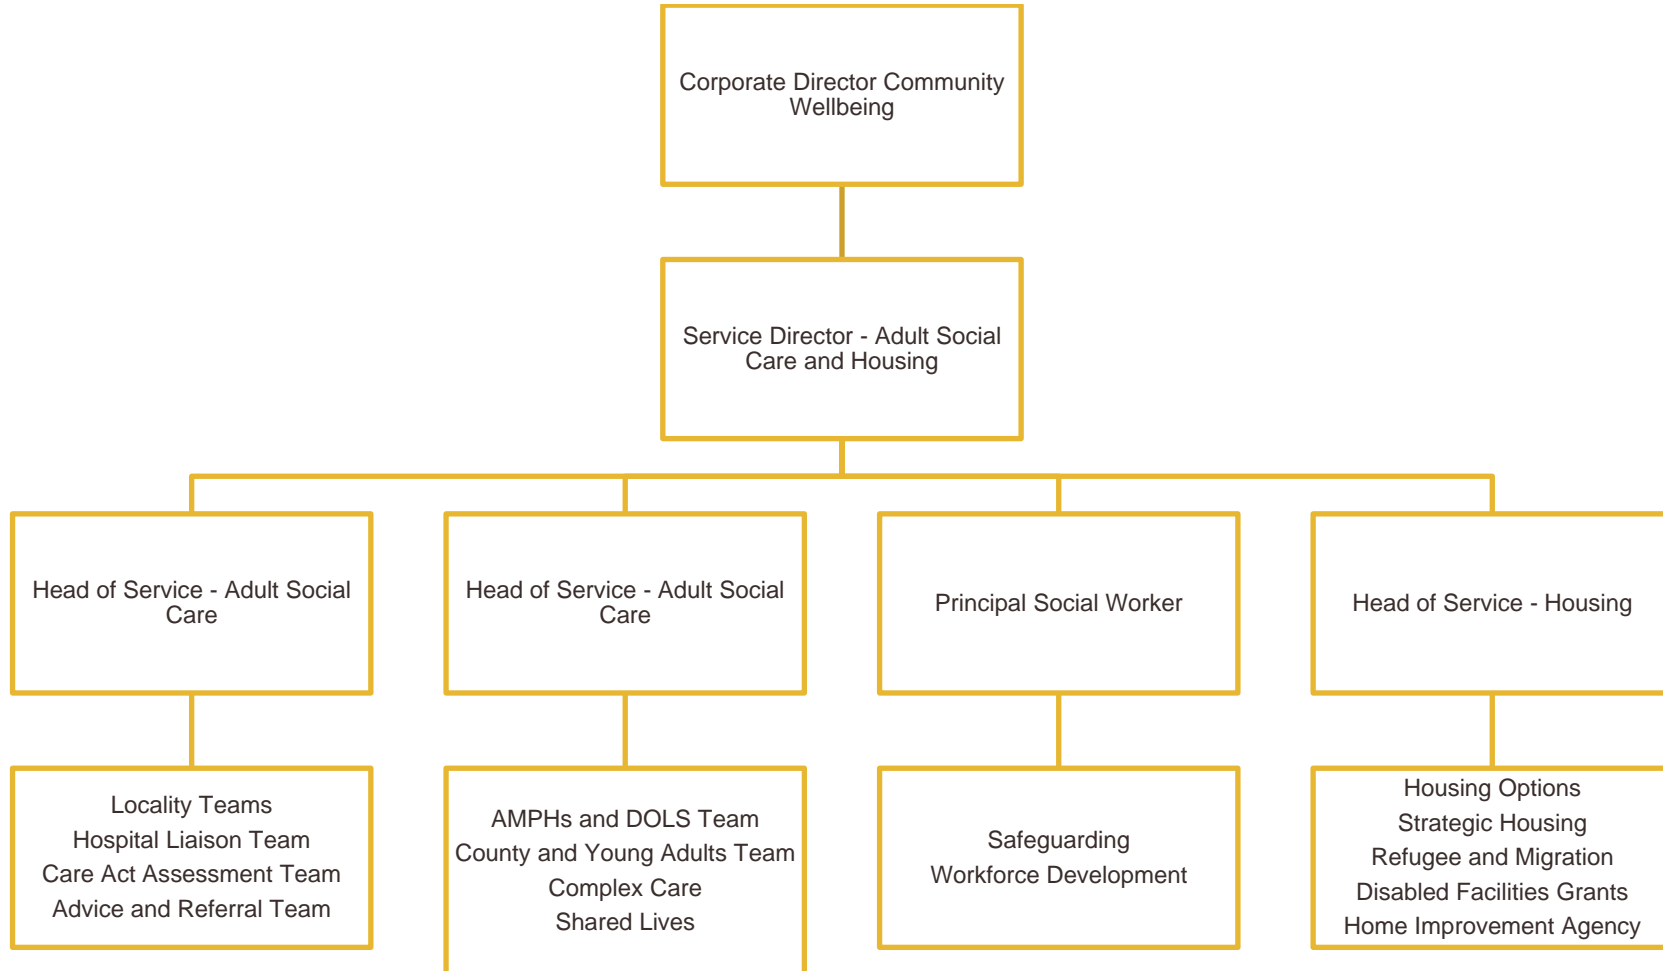 Corporate Director Community
Wellbeing
Service Director - Adult Social
Care and Housing
Head of Service - Adult Social
Care
Head of Service - Adult Social
Care
Principal Social Worker
Head of Service - Housing
Locality Teams
Hospital Liaison Team
Care Act Assessment Team
Advice and Referral Team
AMPHs and DOLS Team
County and Young Adults Team
Complex Care
Shared Lives
Safeguarding
Workforce Development
Housing Options
Strategic Housing
Refugee and Migration
Disabled Facilities Grants
Home Improvement Agency